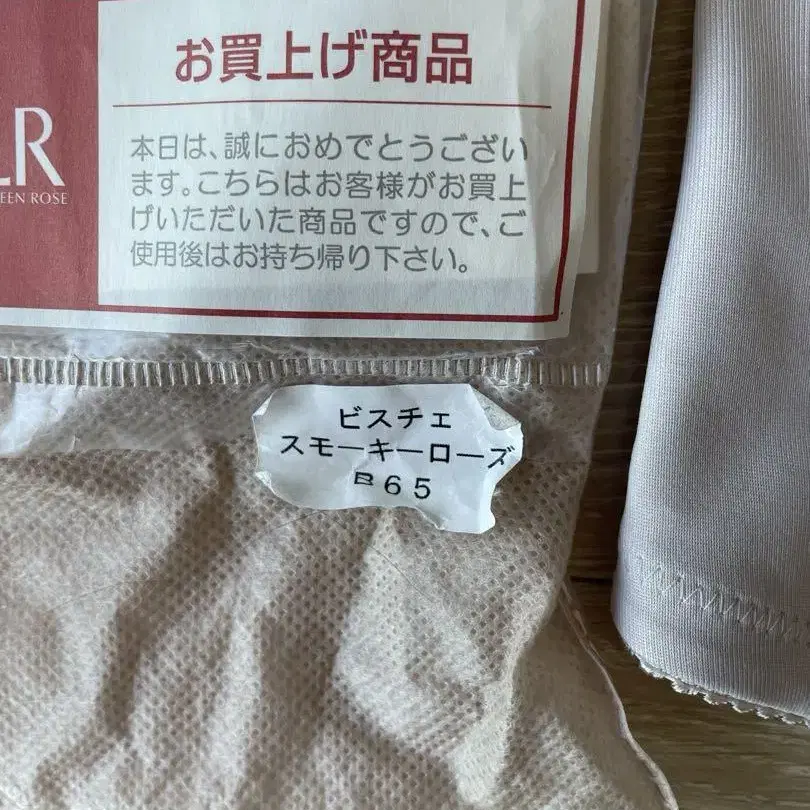 お買上げ商品
本日は、誠におめでとうござい
ます。こちらはお客様がお買上
げいただいた商品ですので、ご
使用後はお持ち帰り下さい。
LR
EEN ROSE
ビスチェ
スモーキーローズ
B65